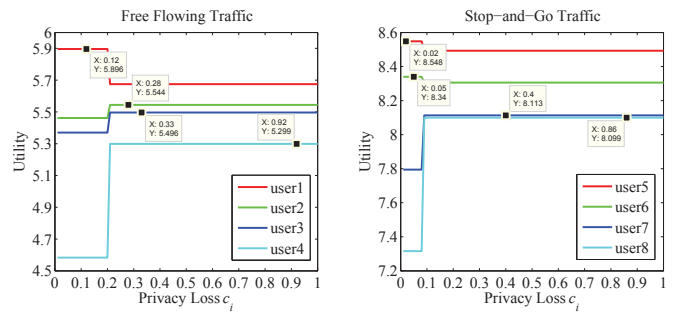 Free Flowing Traffic
5.9
5.7
5.5
5.3
5.1
4.9
4.7
4.5
Utility
X: 0.12
Y: 5.896
X: 0.28
Y: 5.544
X: 0.33
Y: 5.496
X: 0.92
Y: 5.299
user1
user2
user3
user4
0 0.1 0.2 0.3 0.4 0.5 0.6 0.7 0.8 0.9 1
Privacy Loss c_i
Stop−and−Go Traffic
8.6
8.4
8.2
8
7.8
7.6
7.4
7.2
Utility
X: 0.02
Y: 8.548
X: 0.05
Y: 8.34
X: 0.4
Y: 8.113
X: 0.86
Y: 8.099
user5
user6
user7
user8
0 0.1 0.2 0.3 0.4 0.5 0.6 0.7 0.8 0.9 1
Privacy Loss c_i